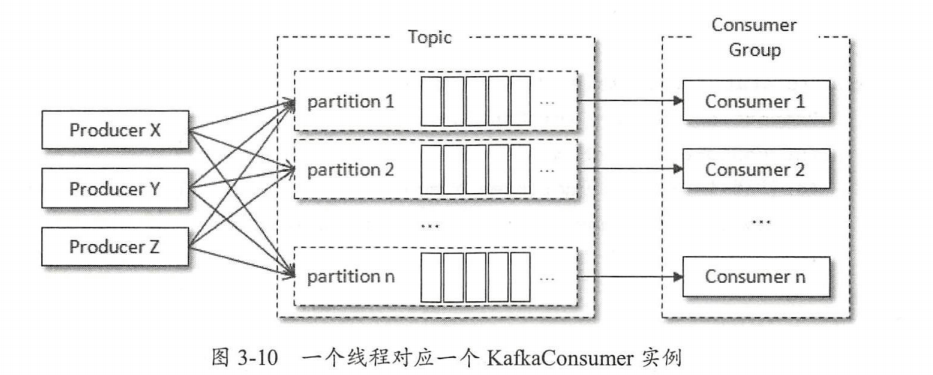 Topic
Consumer
Group
partition 1 ...
Consumer 1
Producer X
partition 2 ...
Consumer 2
Producer Y
...
...
Producer Z
partition n ...
Consumer n
图 3-10 一个线程对应一个 KafkaConsumer 实例